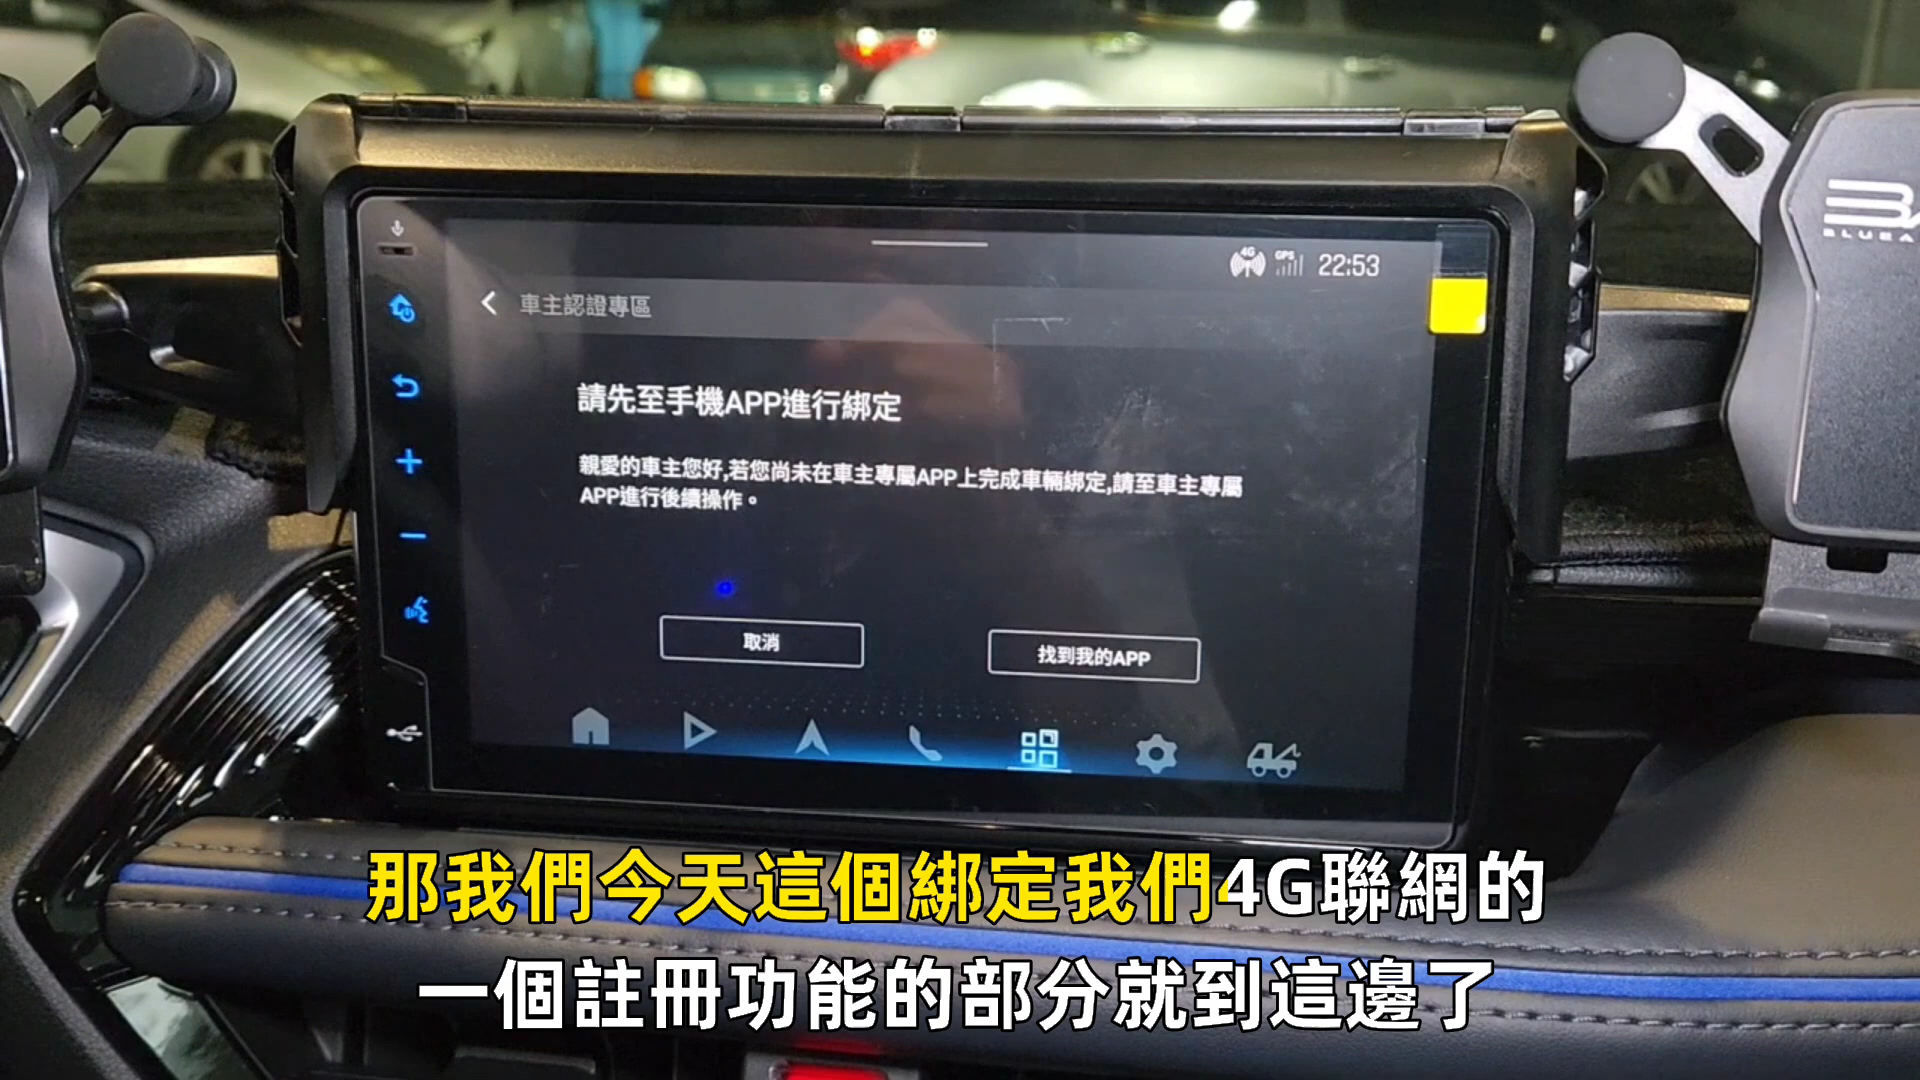 4G
GPS
22:53
車主認證專區
請先至手機APP進行綁定
親愛的車主您好,若您尚未在車主專屬APP上完成車輛綁定,請至車主專屬
APP進行後續操作。
取消
找到我的APP
那我們今天這個綁定我們4G聯網的
一個註冊功能的部分就到這邊了